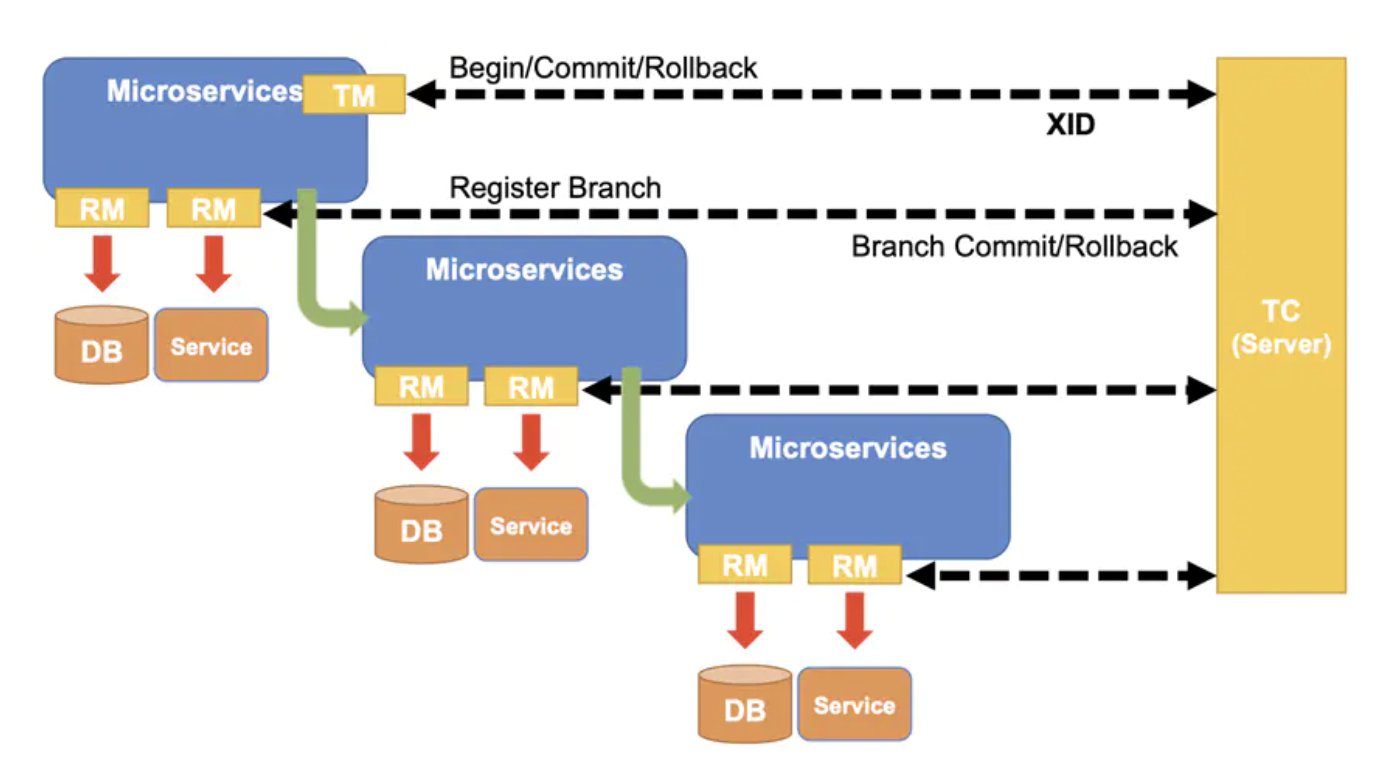 Begin/Commit/Rollback
Microservices
TM
XID
Register Branch
RM
RM
Branch Commit/Rollback
Microservices
TC
(Server)
DB
Service
RM
RM
Microservices
DB
Service
RM
RM
DB
Service